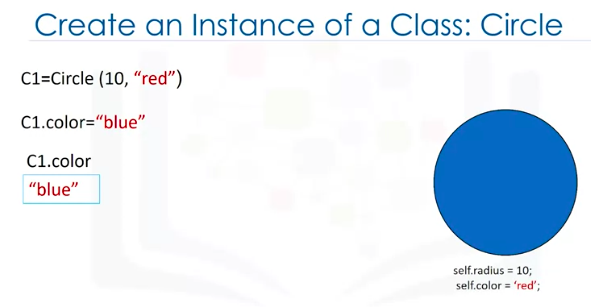 Create an Instance of a Class: Circle
C1=Circle (10, “red”)
C1.color=“blue”
C1.color
“blue”
self.radius = 10;
self.color = ‘red’;